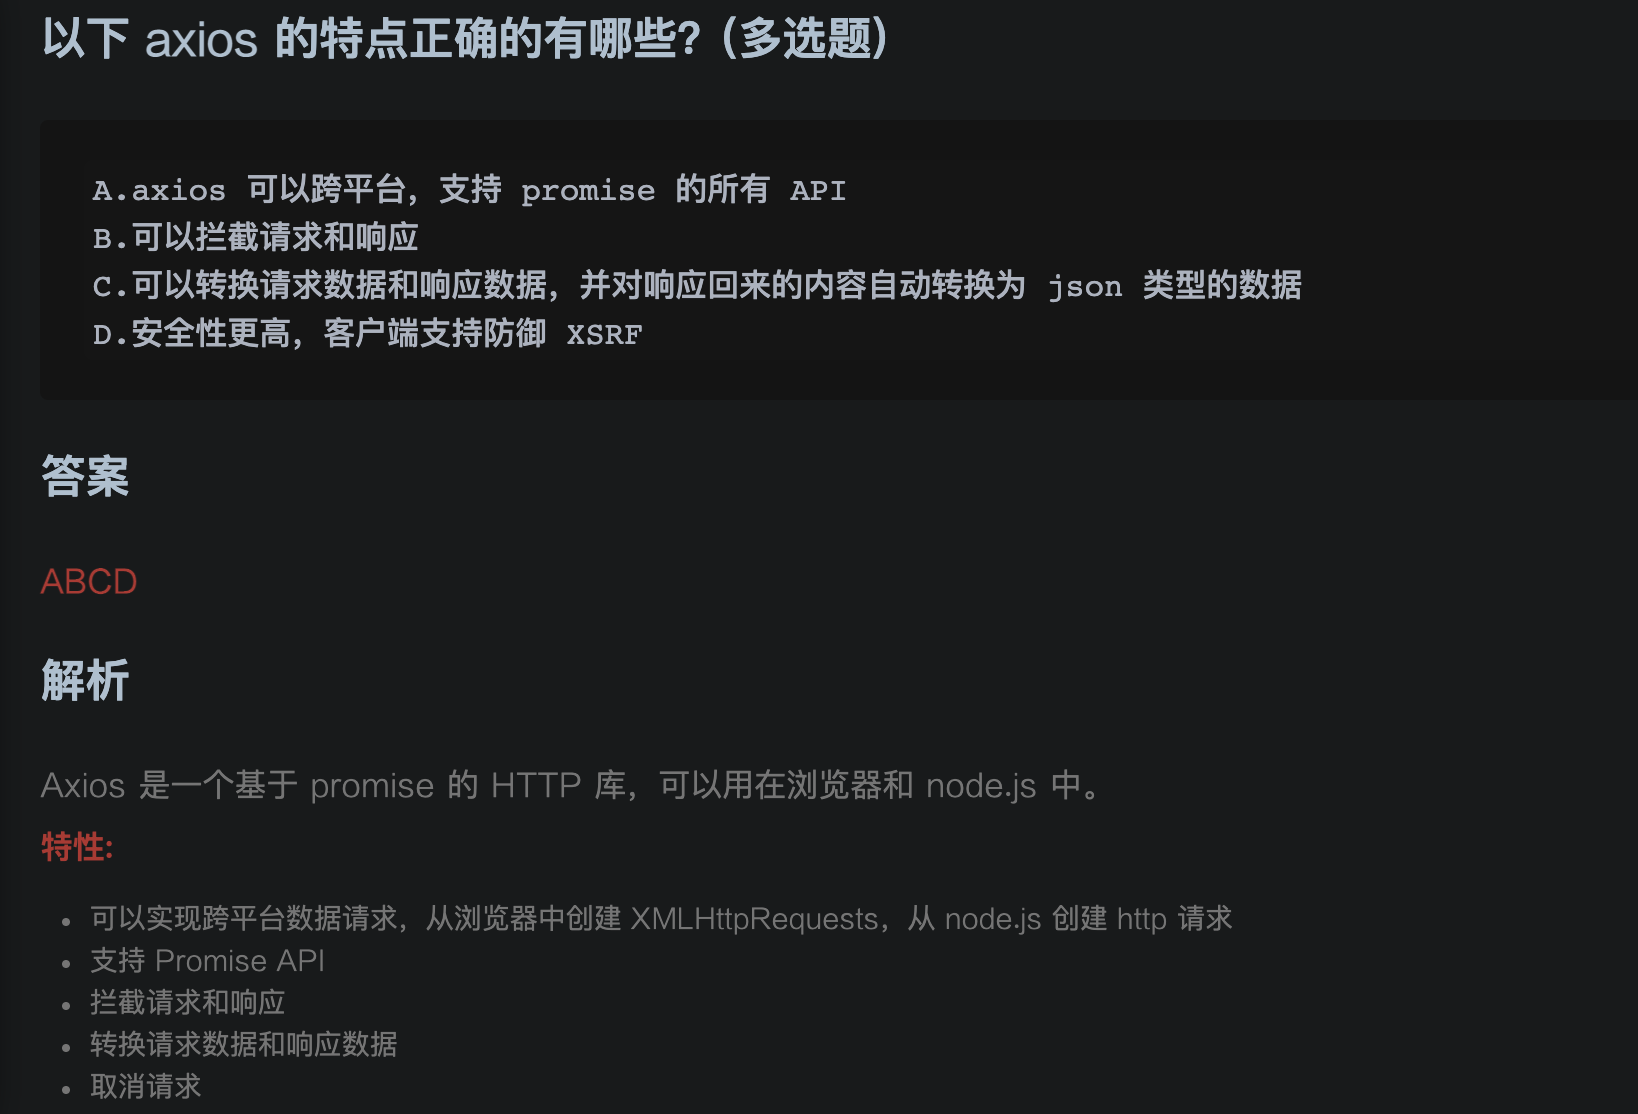 以下 axios 的特点正确的有哪些？（多选题）
A.axios 可以跨平台，支持 promise 的所有 API
B.可以拦截请求和响应
C.可以转换请求数据和响应数据，并对响应回来的内容自动转换为 json 类型的数据
D.安全性更高，客户端支持防御 XSRF
答案
ABCD
解析
Axios 是一个基于 promise 的 HTTP 库，可以用在浏览器和 node.js 中。
特性:
• 可以实现跨平台数据请求，从浏览器中创建 XMLHttpRequests，从 node.js 创建 http 请求
• 支持 Promise API
• 拦截请求和响应
• 转换请求数据和响应数据
• 取消请求